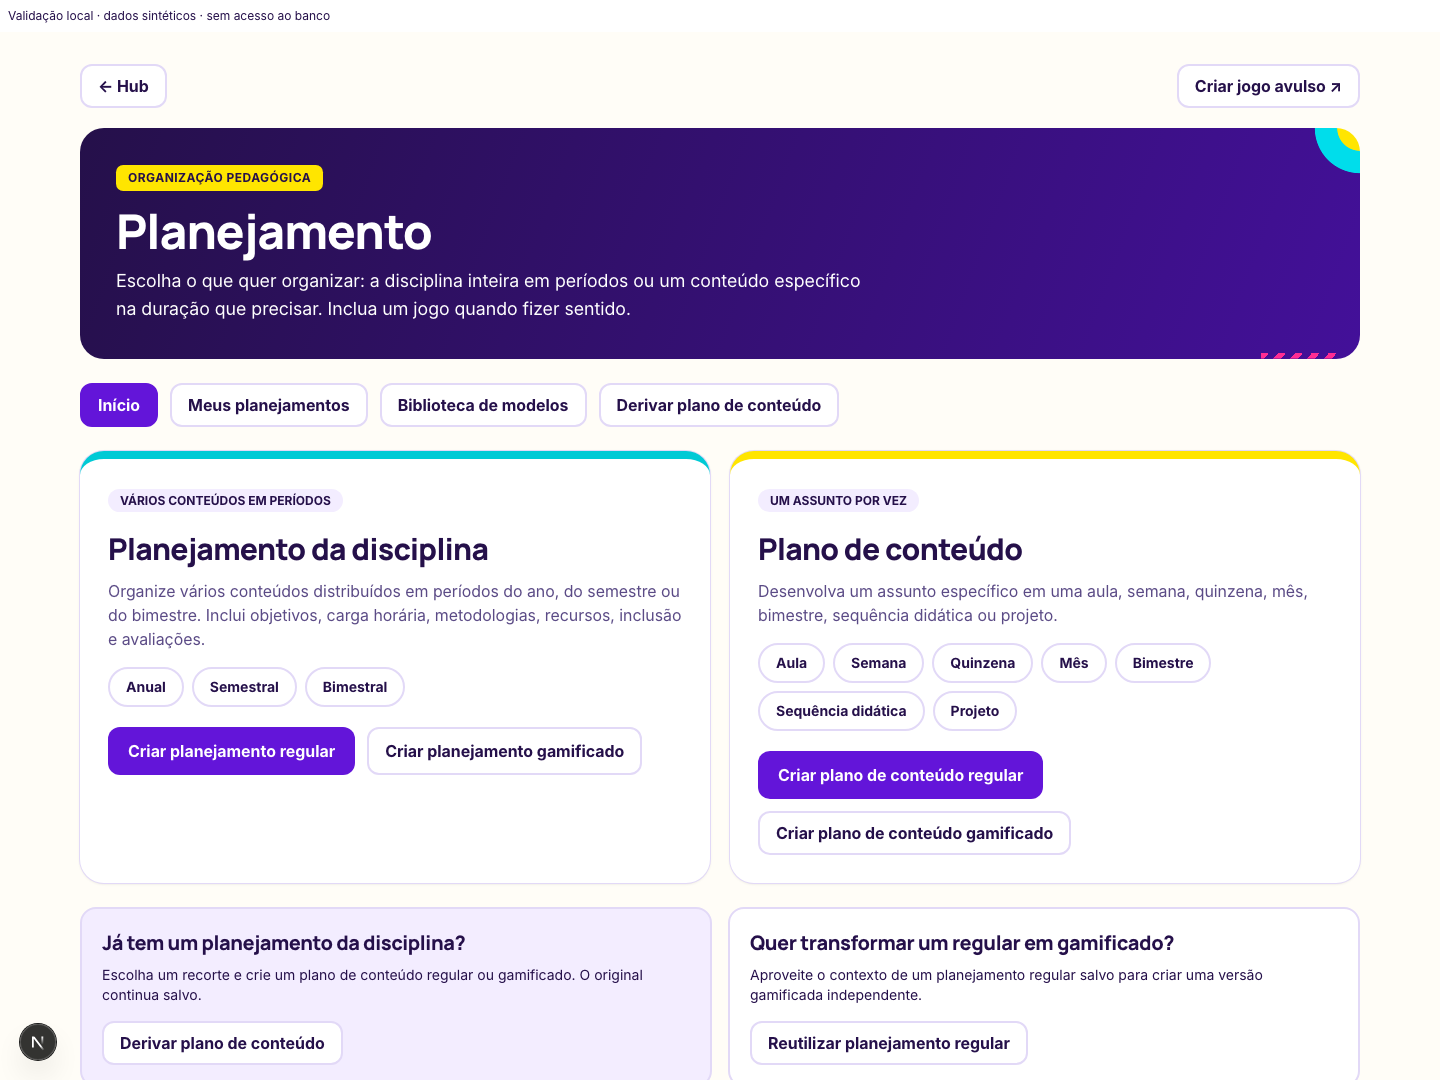 Validação local · dados sintéticos · sem acesso ao banco
← Hub
Criar jogo avulso ↗
ORGANIZAÇÃO PEDAGÓGICA
Planejamento
Escolha o que quer organizar: a disciplina inteira em períodos ou um conteúdo específico
na duração que precisar. Inclua um jogo quando fizer sentido.
Início
Meus planejamentos
Biblioteca de modelos
Derivar plano de conteúdo
VÁRIOS CONTEÚDOS EM PERÍODOS
Planejamento da disciplina
Organize vários conteúdos distribuídos em períodos do ano, do semestre ou
do bimestre. Inclui objetivos, carga horária, metodologias, recursos, inclusão
e avaliações.
Anual
Semestral
Bimestral
Criar planejamento regular
Criar planejamento gamificado
UM ASSUNTO POR VEZ
Plano de conteúdo
Desenvolva um assunto específico em uma aula, semana, quinzena, mês,
bimestre, sequência didática ou projeto.
Aula
Semana
Quinzena
Mês
Bimestre
Sequência didática
Projeto
Criar plano de conteúdo regular
Criar plano de conteúdo gamificado
Já tem um planejamento da disciplina?
Escolha um recorte e crie um plano de conteúdo regular ou gamificado. O original
continua salvo.
Derivar plano de conteúdo
Quer transformar um regular em gamificado?
Aproveite o contexto de um planejamento regular salvo para criar uma versão
gamificada independente.
Reutilizar planejamento regular
N